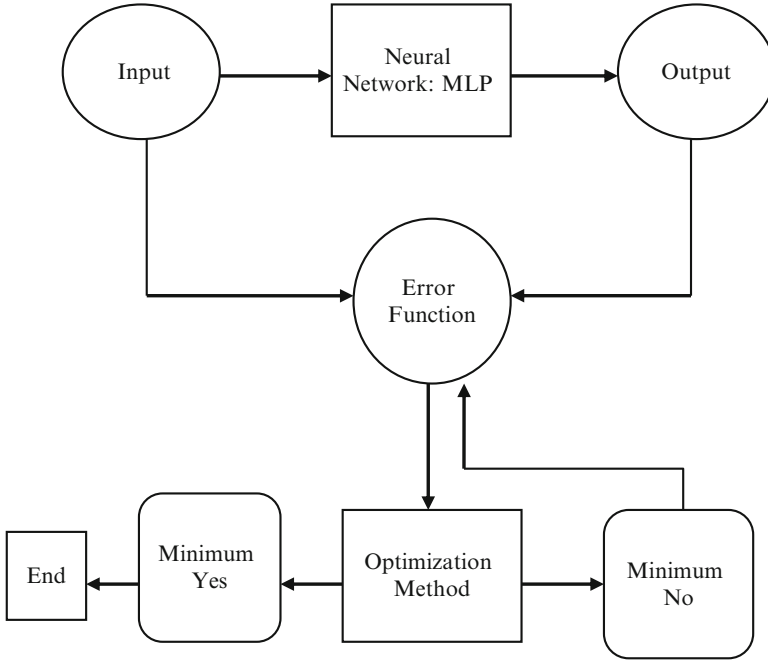 Input
Neural
Network: MLP
Output
Error
Function
End
Minimum
Yes
Optimization
Method
Minimum
No